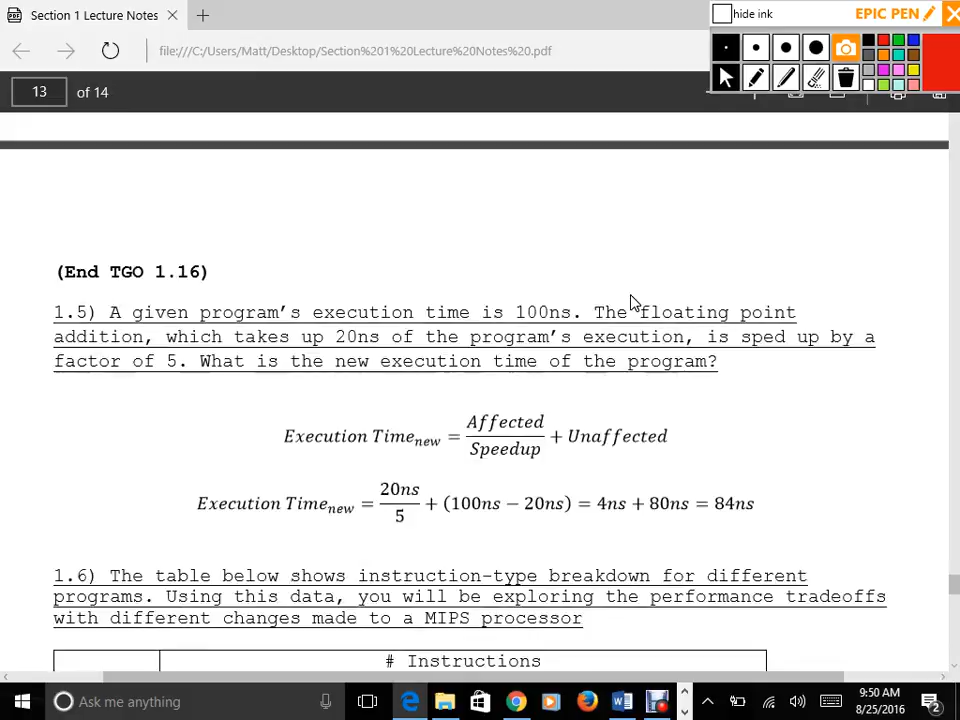 Section 1 Lecture Notes
hide ink
EPIC PEN
file:///C:/Users/Matt/Desktop/Section%201%20Lecture%20Notes%20.pdf
13 of 14
(End TGO 1.16)
1.5) A given program's execution time is 100ns. The floating point
addition, which takes up 20ns of the program's execution, is sped up by a
factor of 5. What is the new execution time of the program?
Execution Time_new = Affected/Speedup + Unaffected
Execution Time_new = 20ns/5 + (100ns − 20ns) = 4ns + 80ns = 84ns
1.6) The table below shows instruction-type breakdown for different
programs. Using this data, you will be exploring the performance tradeoffs
with different changes made to a MIPS processor
# Instructions
Ask me anything
9:50 AM
8/25/2016
2